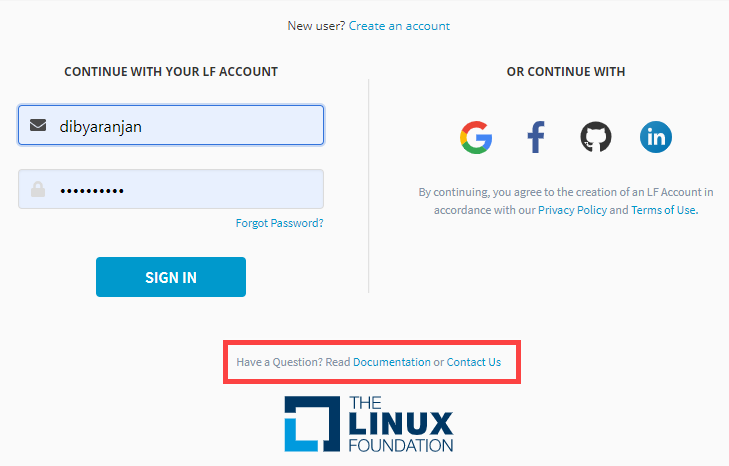 New user? Create an account
CONTINUE WITH YOUR LF ACCOUNT
dibyaranjan
••••••••••
Forgot Password?
SIGN IN
OR CONTINUE WITH
G f in
By continuing, you agree to the creation of an LF Account in
accordance with our Privacy Policy and Terms of Use.
Have a Question? Read Documentation or Contact Us
THE
LINUX
FOUNDATION